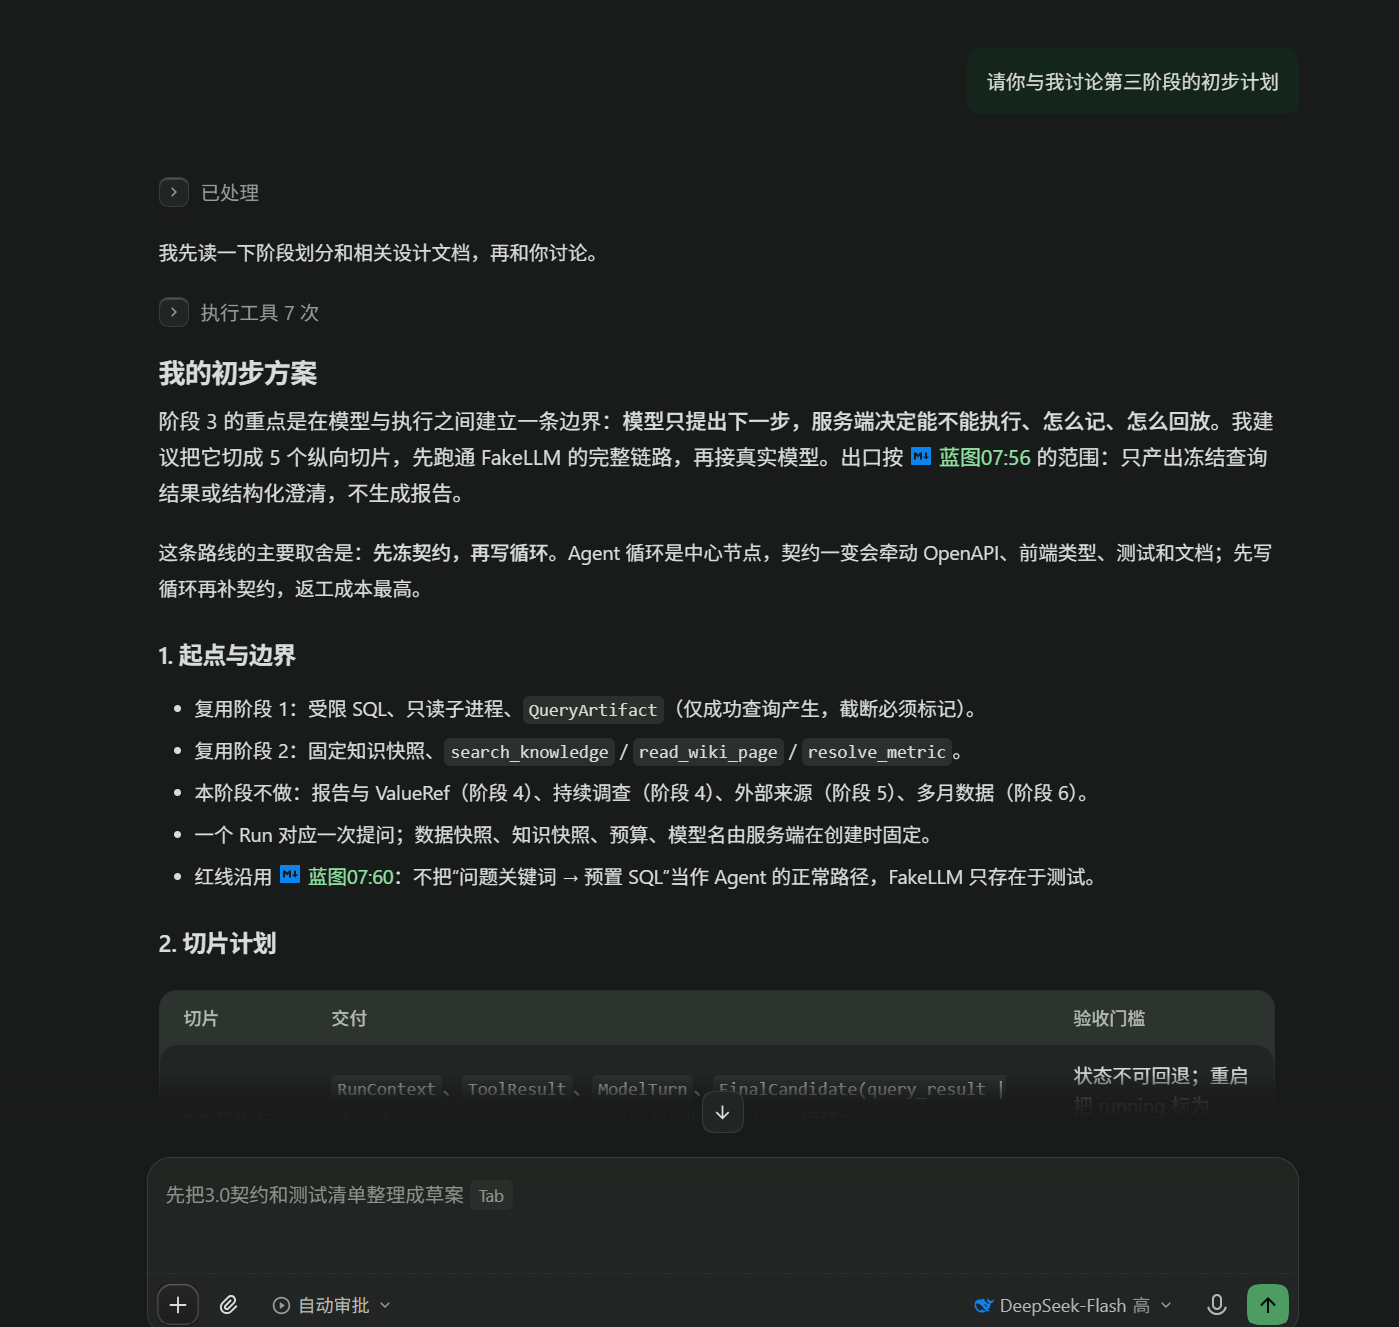 请你与我讨论第三阶段的初步计划
已处理
我先读一下阶段划分和相关设计文档，再和你讨论。
执行工具 7 次
我的初步方案
阶段 3 的重点是在模型与执行之间建立一条边界：模型只提出下一步，服务端决定能不能执行、怎么记、怎么回放。我建
议把它切成 5 个纵向切片，先跑通 FakeLLM 的完整链路，再接真实模型。出口按 蓝图07:56 的范围：只产出冻结查询
结果或结构化澄清，不生成报告。
这条路线的主要取舍是：先冻契约，再写循环。Agent 循环是中心节点，契约一变会牵动 OpenAPI、前端类型、测试和文档；先写
循环再补契约，返工成本最高。
1. 起点与边界
• 复用阶段 1：受限 SQL、只读子进程、QueryArtifact（仅成功查询产生，截断必须标记）。
• 复用阶段 2：固定知识快照、search_knowledge / read_wiki_page / resolve_metric。
• 本阶段不做：报告与 ValueRef（阶段 4）、持续调查（阶段 4）、外部来源（阶段 5）、多月数据（阶段 6）。
• 一个 Run 对应一次提问；数据快照、知识快照、预算、模型名由服务端在创建时固定。
• 红线沿用 蓝图07:60：不把“问题关键词 → 预置 SQL”当作 Agent 的正常路径，FakeLLM 只存在于测试。
2. 切片计划
切片 交付 验收门槛
RunContext、ToolResult、ModelTurn、FinalCandidate(query_result | 状态不可回退；重启
把 running 标为
先把3.0契约和测试清单整理成草案 Tab
自动审批 DeepSeek-Flash 高